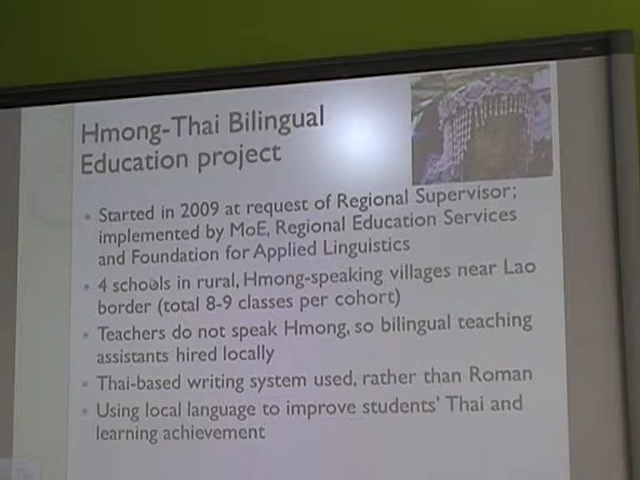 Hmong-Thai Bilingual
Education project
• Started in 2009 at request of Regional Supervisor;
implemented by MoE, Regional Education Services
and Foundation for Applied Linguistics
• 4 schools in rural, Hmong-speaking villages near Lao
border (total 8-9 classes per cohort)
• Teachers do not speak Hmong, so bilingual teaching
assistants hired locally
• Thai-based writing system used, rather than Roman
• Using local language to improve students' Thai and
learning achievement